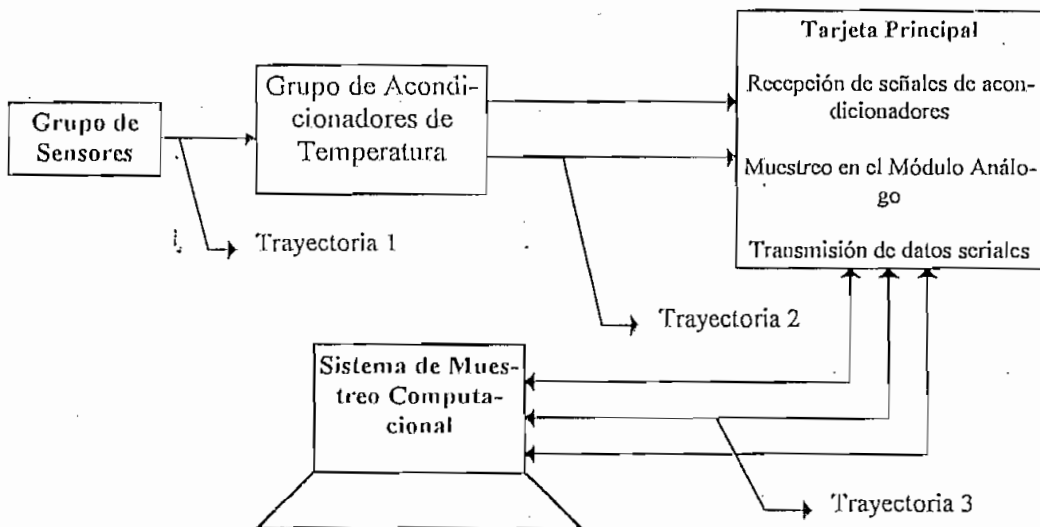 Tarjeta Principal
Recepción de señales de acon-
dicionadores
Muestreo en el Módulo Análo-
go
Transmisión de datos seriales
Grupo de Acondi-
cionadores de
Temperatura
Grupo de
Sensores
Trayectoria 1
Trayectoria 2
Sistema de Mues-
treo Computa-
cional
Trayectoria 3